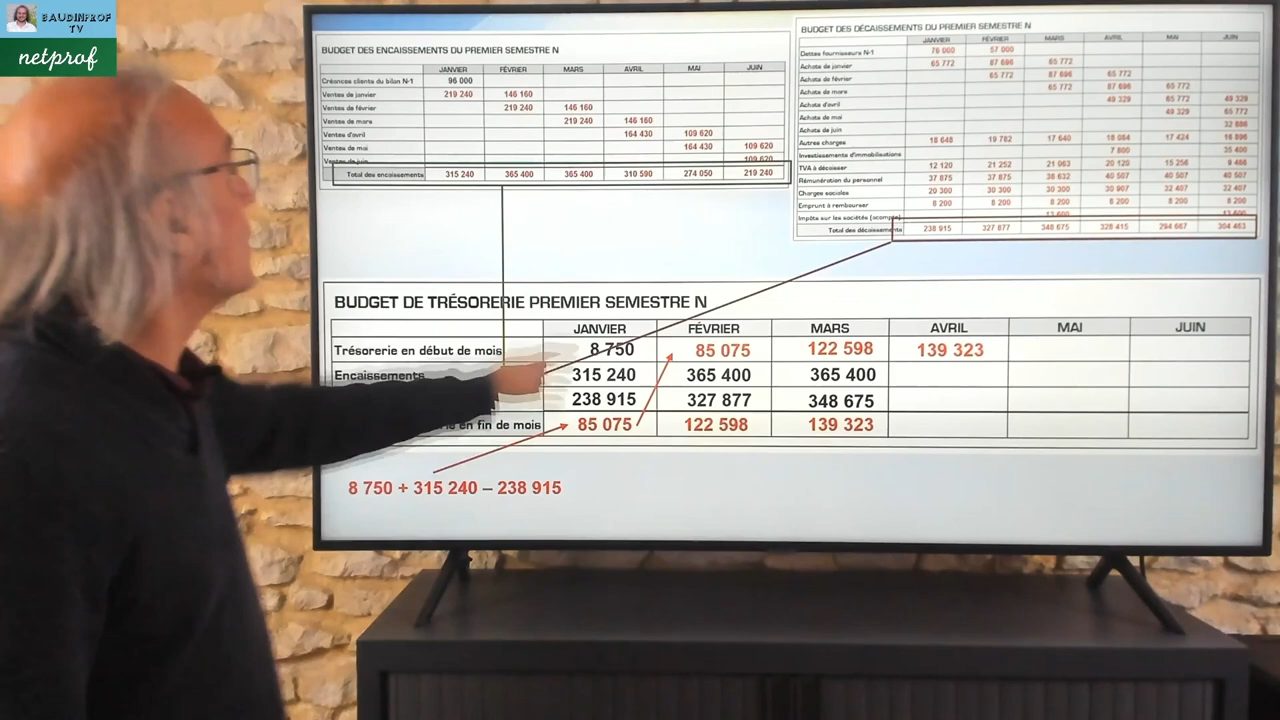 BAUDINPROF
TV
netprof
BUDGET DES ENCAISSEMENTS DU PREMIER SEMESTRE N
JANVIER FÉVRIER MARS AVRIL MAI JUIN
Créances clients du bilan N-1 96 000
Ventes de janvier 219 240 146 160
Ventes de février 219 240 146 160
Ventes de mars 219 240 146 160
Ventes d'avril 164 430 109 620
Ventes de mai 164 430 109 620
Ventes de juin 109 620
Total des encaissements 315 240 365 400 365 400 310 590 274 050 219 240
BUDGET DES DÉCAISSEMENTS DU PREMIER SEMESTRE N
JANVIER FÉVRIER MARS AVRIL MAI JUIN
Dettes fournisseurs N-1 76 000 57 000
Achats de janvier 65 772 87 696 65 772
Achats de février 65 772 87 696 65 772
Achats de mars 65 772 87 696 65 772
Achats d'avril 49 329 65 772 49 329
Achats de mai 49 329 65 772
Achats de juin 32 886
Autres charges 18 648 19 782 17 640 18 084 17 424 16 896
Investissements d'immobilisations 7 800 35 400
TVA à décaisser 12 120 21 252 21 063 20 120 15 256 9 486
Rémunération du personnel 37 875 37 875 38 632 40 507 40 507 40 507
Charges sociales 20 300 30 300 30 300 30 907 32 407 32 407
Emprunt à rembourser 8 200 8 200 8 200 8 200 8 200 8 200
Impôts sur les sociétés (acompte) 13 600 13 600
Total des décaissements 238 915 327 877 348 675 328 415 294 667 304 463
BUDGET DE TRÉSORERIE PREMIER SEMESTRE N
JANVIER FÉVRIER MARS AVRIL MAI JUIN
Trésorerie en début de mois 8 750 85 075 122 598 139 323
Encaissements 315 240 365 400 365 400
238 915 327 877 348 675
en fin de mois 85 075 122 598 139 323
8 750 + 315 240 – 238 915